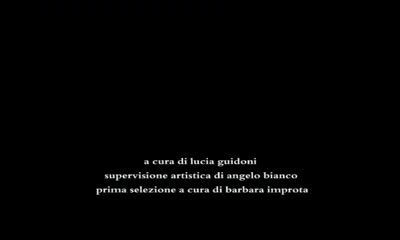 a cura di lucia guidoni
supervisione artistica di angelo bianco
prima selezione a cura di barbara improta